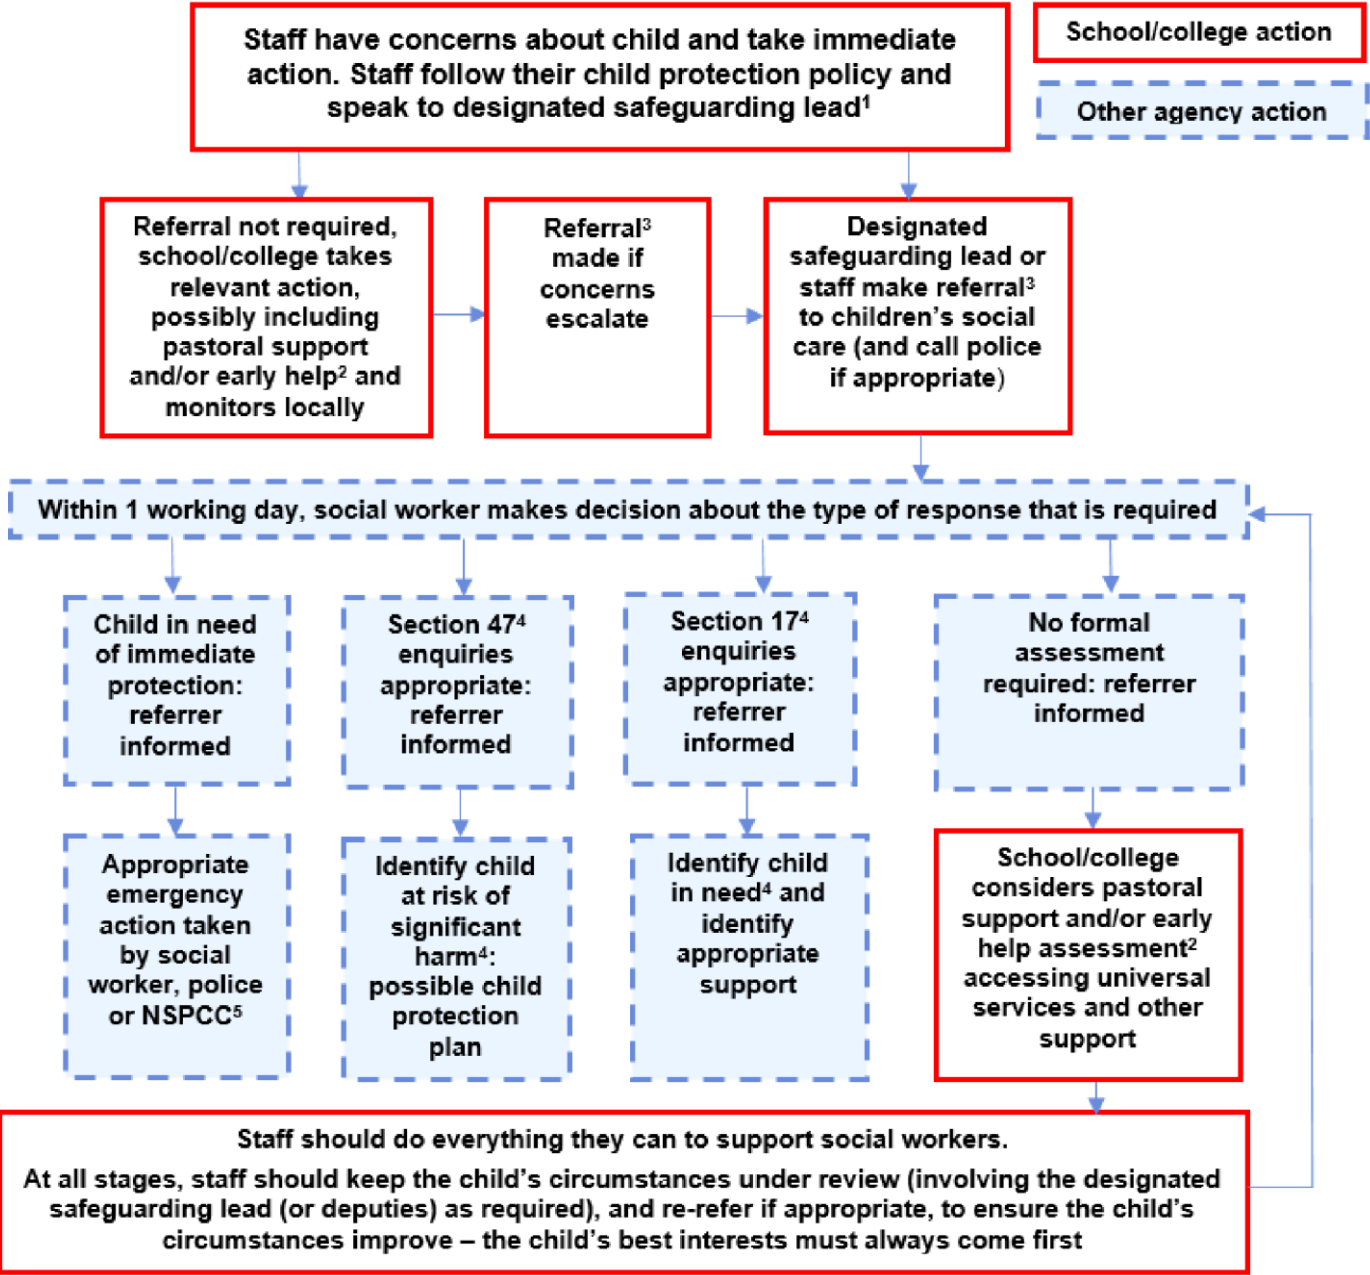 Staff have concerns about child and take immediate
action. Staff follow their child protection policy and
speak to designated safeguarding lead¹
School/college action
Other agency action
Referral not required,
school/college takes
relevant action,
possibly including
pastoral support
and/or early help² and
monitors locally
Referral³
made if
concerns
escalate
Designated
safeguarding lead or
staff make referral³
to children’s social
care (and call police
if appropriate)
Within 1 working day, social worker makes decision about the type of response that is required
Child in need
of immediate
protection:
referrer
informed
Section 47⁴
enquiries
appropriate:
referrer
informed
Section 17⁴
enquiries
appropriate:
referrer
informed
No formal
assessment
required: referrer
informed
Appropriate
emergency
action taken
by social
worker, police
or NSPCC⁵
Identify child
at risk of
significant
harm⁴:
possible child
protection
plan
Identify child
in need⁴ and
identify
appropriate
support
School/college
considers pastoral
support and/or early
help assessment²
accessing universal
services and other
support
Staff should do everything they can to support social workers.
At all stages, staff should keep the child’s circumstances under review (involving the designated
safeguarding lead (or deputies) as required), and re-refer if appropriate, to ensure the child’s
circumstances improve – the child’s best interests must always come first